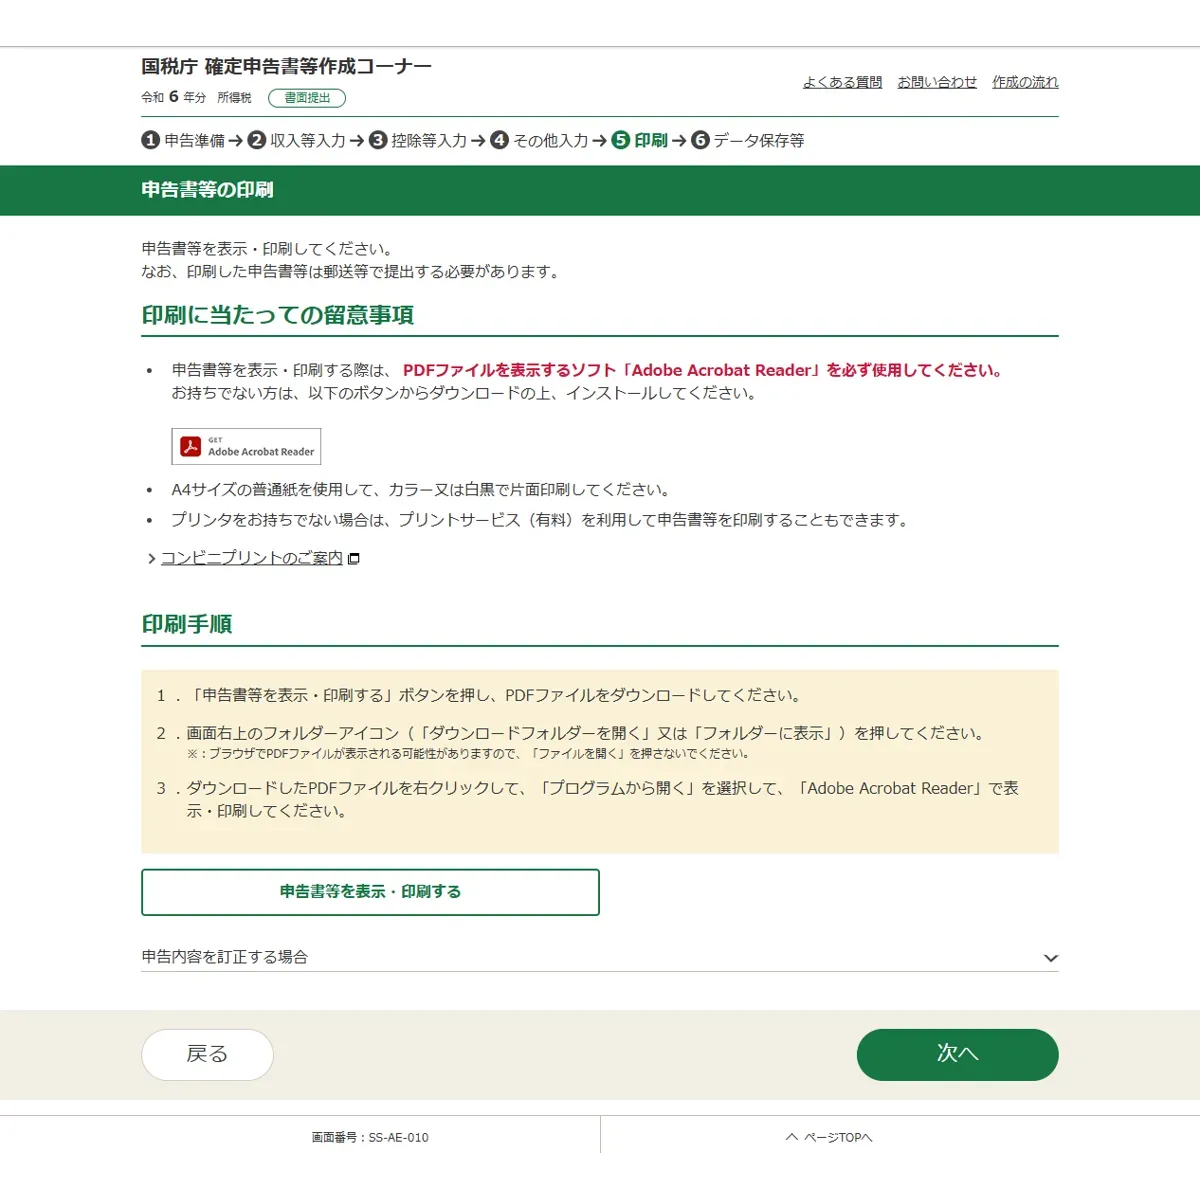 国税庁 確定申告書等作成コーナー
令和 6 年分 所得税 書面提出
よくある質問 お問い合わせ 作成の流れ
1 申告準備 → 2 収入等入力 → 3 控除等入力 → 4 その他入力 → 5 印刷 → 6 データ保存等
申告書等の印刷
申告書等を表示・印刷してください。
なお、印刷した申告書等は郵送等で提出する必要があります。
印刷に当たっての留意事項
• 申告書等を表示・印刷する際は、 PDFファイルを表示するソフト「Adobe Acrobat Reader」を必ず使用してください。
お持ちでない方は、以下のボタンからダウンロードの上、インストールしてください。
GET
Adobe Acrobat Reader
• A4サイズの普通紙を使用して、カラー又は白黒で片面印刷してください。
• プリンタをお持ちでない場合は、プリントサービス（有料）を利用して申告書等を印刷することもできます。
コンビニプリントのご案内
印刷手順
１．「申告書等を表示・印刷する」ボタンを押し、PDFファイルをダウンロードしてください。
２．画面右上のフォルダーアイコン（「ダウンロードフォルダーを開く」又は「フォルダーに表示」）を押してください。
※：ブラウザでPDFファイルが表示される可能性がありますので、「ファイルを開く」を押さないでください。
３．ダウンロードしたPDFファイルを右クリックして、「プログラムから開く」を選択して、「Adobe Acrobat Reader」で表
示・印刷してください。
申告書等を表示・印刷する
申告内容を訂正する場合
戻る
次へ
画面番号：SS-AE-010
ページTOPへ